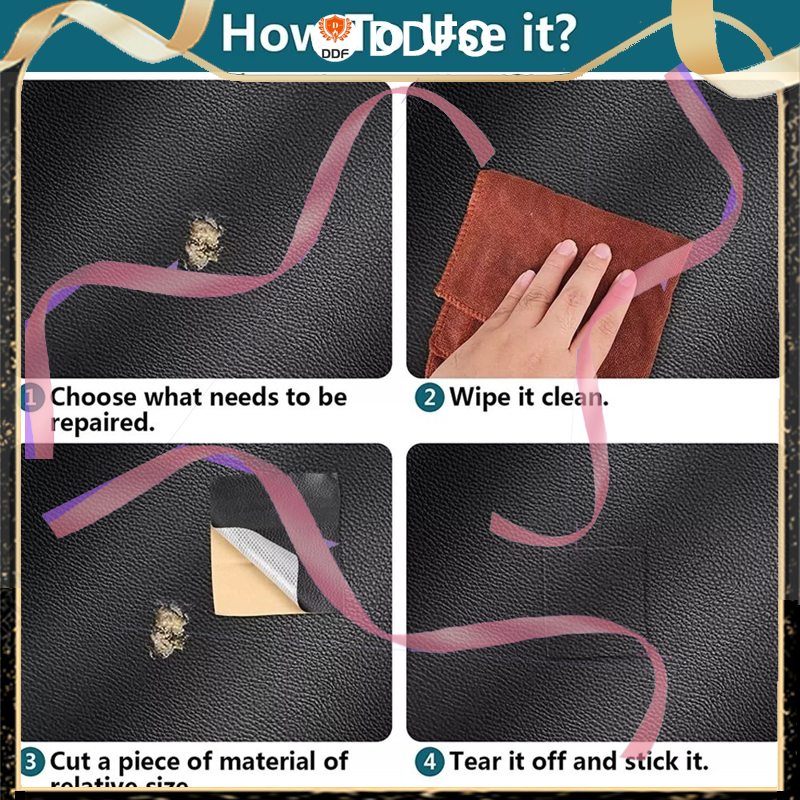 How To Use it?
DDF
DDFC
1 Choose what needs to be
repaired.
2 Wipe it clean.
3 Cut a piece of material of
relative size
4 Tear it off and stick it.